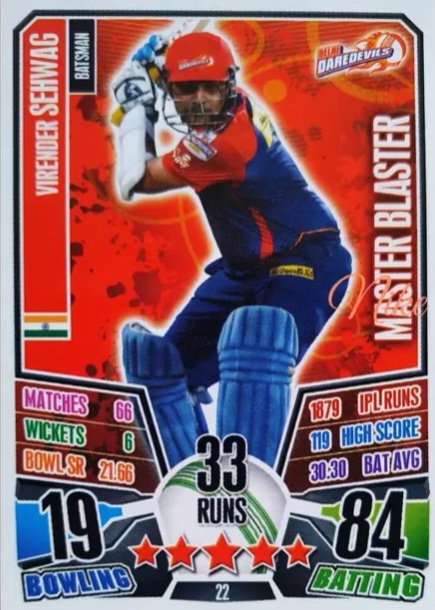 VIRENDER SEHWAG
BATSMAN
DELHI
DAREDEVILS
MASTER BLASTER
MATCHES 66
WICKETS 6
BOWL SR 21.66
1879 IPL RUNS
119 HIGH SCORE
30.30 BAT AVG
33
RUNS
19
BOWLING
84
BATTING
22